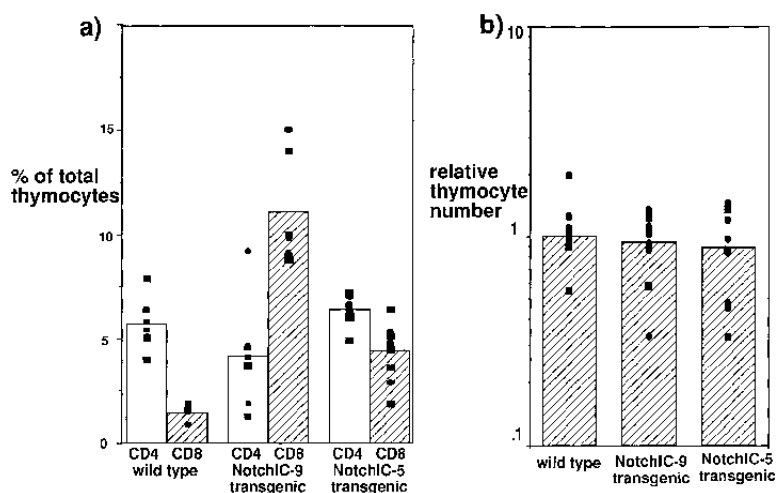 a)
% of total
thymocytes
15
10
5
0
CD4 CD8 CD4 CD8 CD4 CD8
wild type NotchIC-9 NotchIC-5
transgenic transgenic
b)
relative
thymocyte
number
10
1
.1
wild type NotchIC-9 NotchIC-5
transgenic transgenic